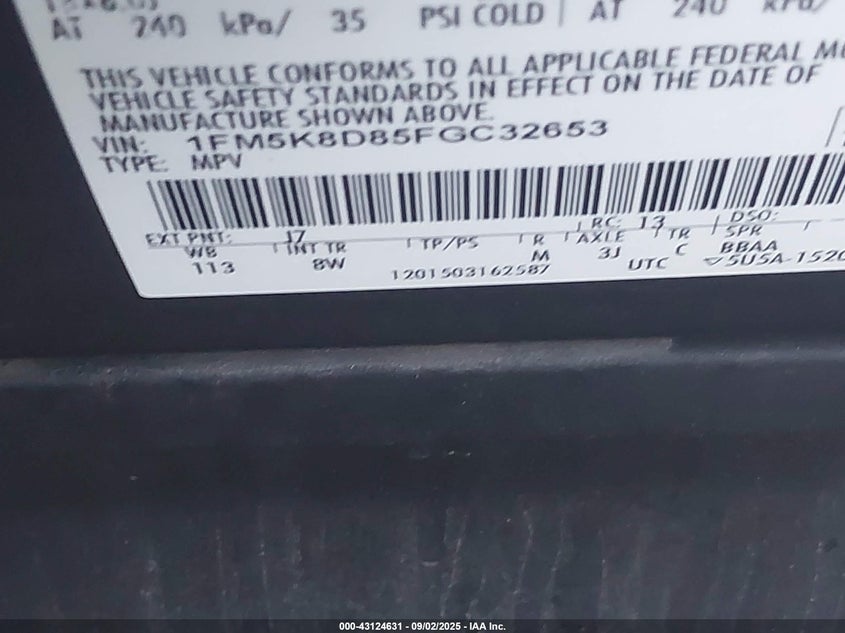 AT 240 kPa/ 35 PSI COLD AT 240 kPa/
THIS VEHICLE CONFORMS TO ALL APPLICABLE FEDERAL MO
VEHICLE SAFETY STANDARDS IN EFFECT ON THE DATE OF
MANUFACTURE SHOWN ABOVE.
VIN: 1FM5K8D85FGC32653
TYPE: MPV
EXT PNT: J7 RC: 13 DSO:
WB INT TR TP/PS R AXLE TR SPR
113 8W M 3J C BBAA
1201503162587 UTC ▽5U5A-1520
000-43124631 - 09/02/2025 - IAA Inc.